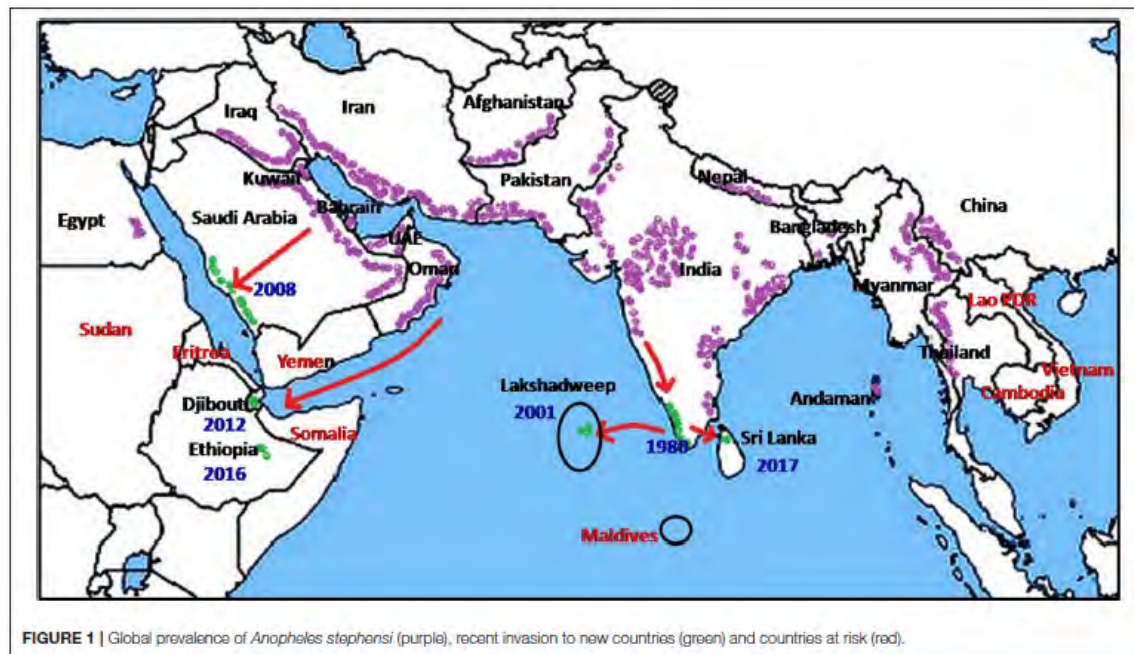 Iraq
Iran
Afghanistan
Kuwait
Pakistan
Nepal
China
Egypt
Saudi Arabia
Bahrain
UAE
Bangladesh
Oman
India
Myanmar
2008
Lao PDR
Sudan
Eritrea
Yemen
Thailand
Vietnam
Lakshadweep
Andaman
Cambodia
Djibouti
2012
2001
Somalia
Ethiopia
1980
Sri Lanka
2016
2017
Maldives
FIGURE 1 | Global prevalence of Anopheles stephensi (purple), recent invasion to new countries (green) and countries at risk (red).